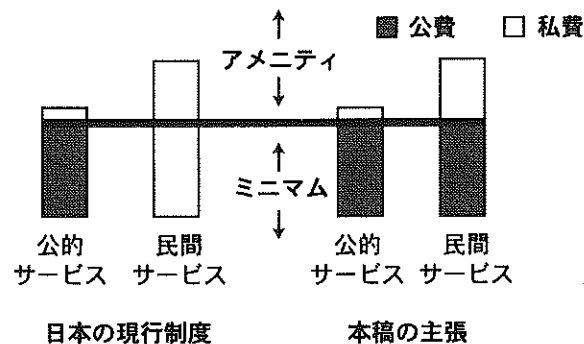 ■ 公費 □ 私費
アメニティ
ミニマム
公的
サービス
民間
サービス
公的
サービス
民間
サービス
日本の現行制度
本稿の主張